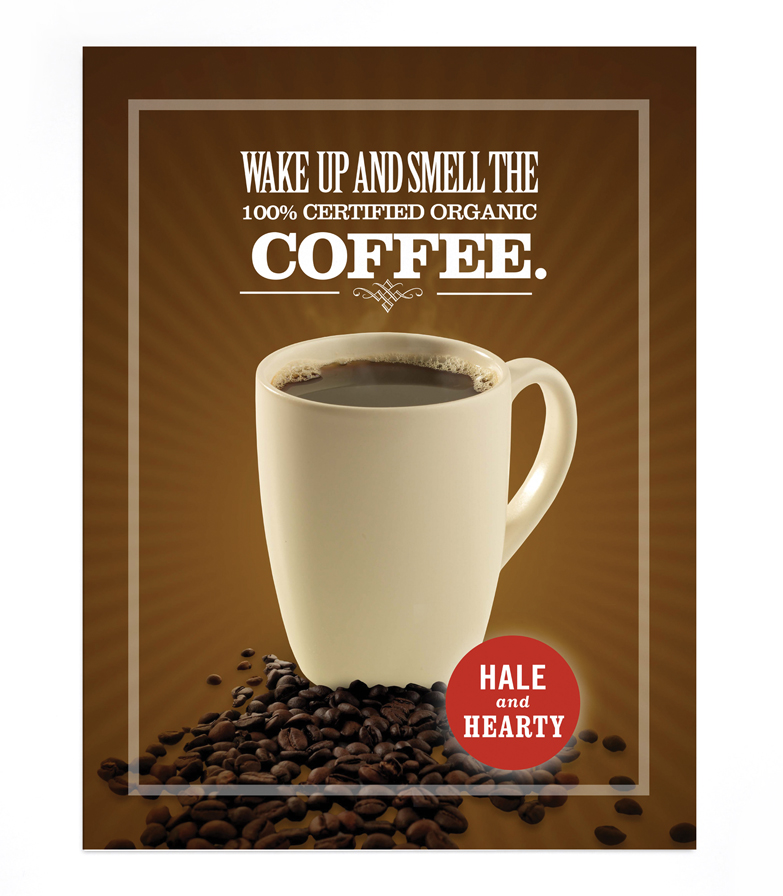 WAKE UP AND SMELL THE
100% CERTIFIED ORGANIC
COFFEE.
HALE
and
HEARTY